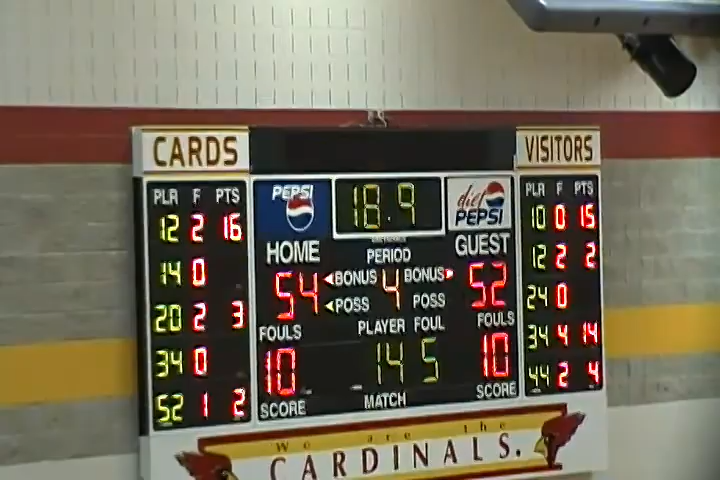 CARDS VISITORS
PLR F PTS PEPSI 18.9 diet PEPSI PLR F PTS
12 2 16 HOME PERIOD GUEST 10 0 15
14 0 54 BONUS 4 BONUS 52 12 2 2
20 2 3 POSS POSS 24 0
FOULS PLAYER FOUL FOULS
34 0 10 14 5 10 34 4 14
52 1 2 SCORE MATCH SCORE 44 2 4
We are the
CARDINALS.